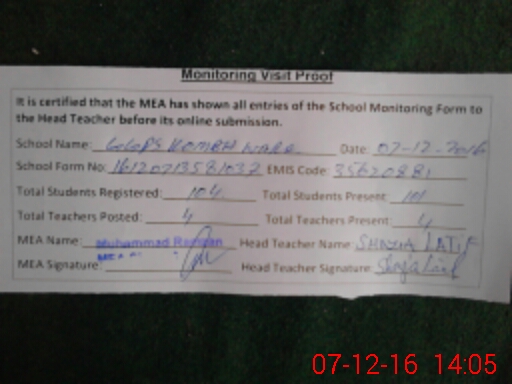 Monitoring Visit Proof
It is certified that the MEA has shown all entries of the School Monitoring Form to
the Head Teacher before its online submission.
School Name: GGPS KOMBH WARA Date: 07-12-2016
School Form No: EMIS Code: 35620881
Total Students Registered: 104 Total Students Present: 101
Total Teachers Posted: 4 Total Teachers Present: 4
MEA Name: Muhammad Ramzan Head Teacher Name: SHAZIA LATIF
MEA Signature: Head Teacher Signature:
07-12-16 14:05